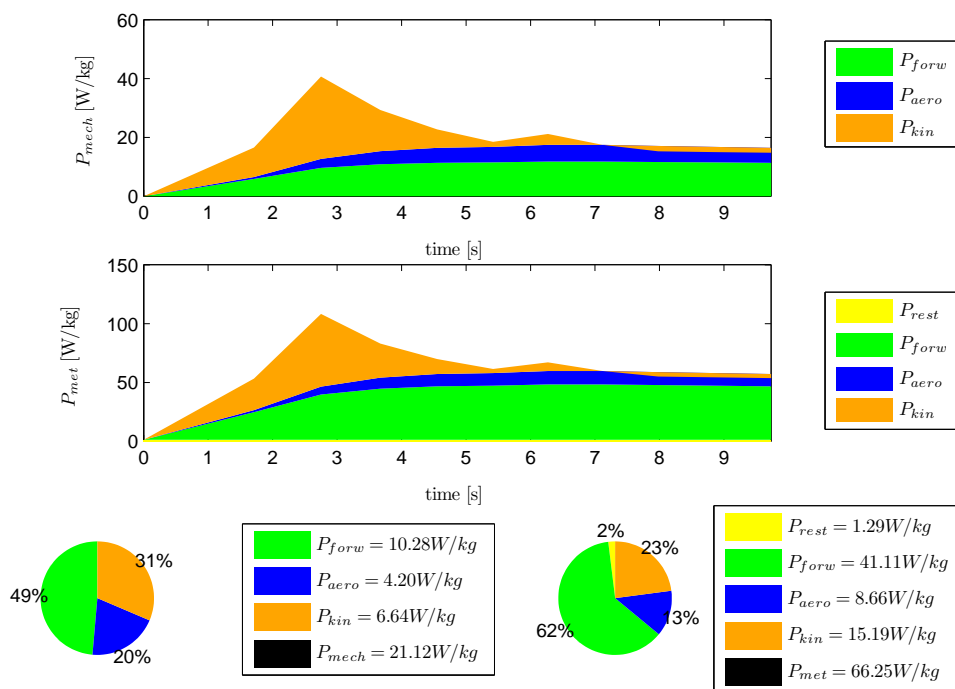 60
40
20
0
P_mech [W/kg]
0 1 2 3 4 5 6 7 8 9
time [s]
P_forw
P_aero
P_kin
150
100
50
0
P_met [W/kg]
0 1 2 3 4 5 6 7 8 9
time [s]
P_rest
P_forw
P_aero
P_kin
49%
31%
20%
P_forw = 10.28W/kg
P_aero = 4.20W/kg
P_kin = 6.64W/kg
P_mech = 21.12W/kg
2%
23%
13%
62%
P_rest = 1.29W/kg
P_forw = 41.11W/kg
P_aero = 8.66W/kg
P_kin = 15.19W/kg
P_met = 66.25W/kg